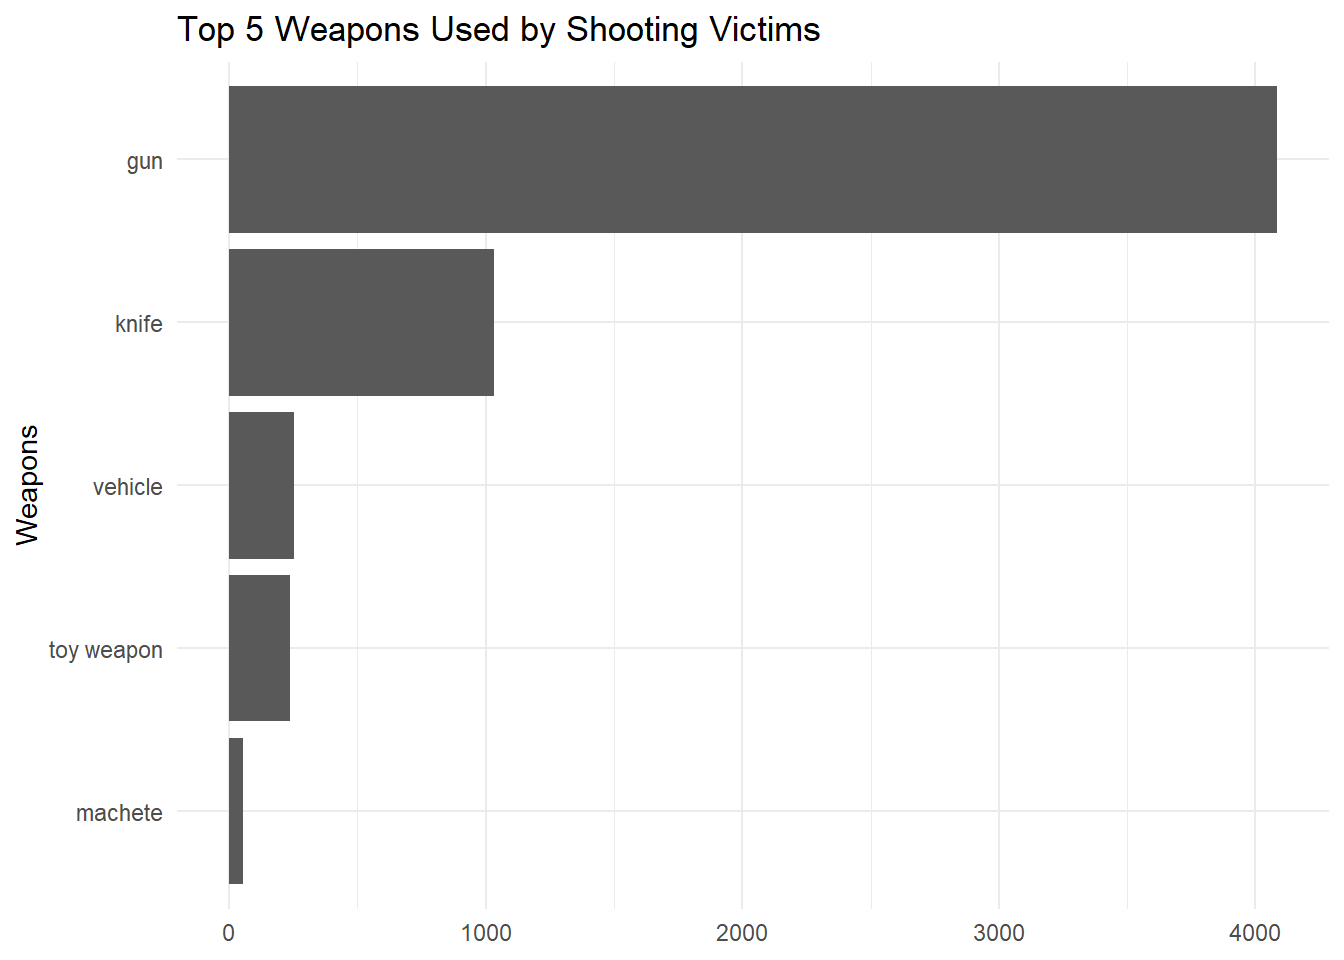 Top 5 Weapons Used by Shooting Victims
gun
knife
vehicle
toy weapon
machete
Weapons
0 1000 2000 3000 4000